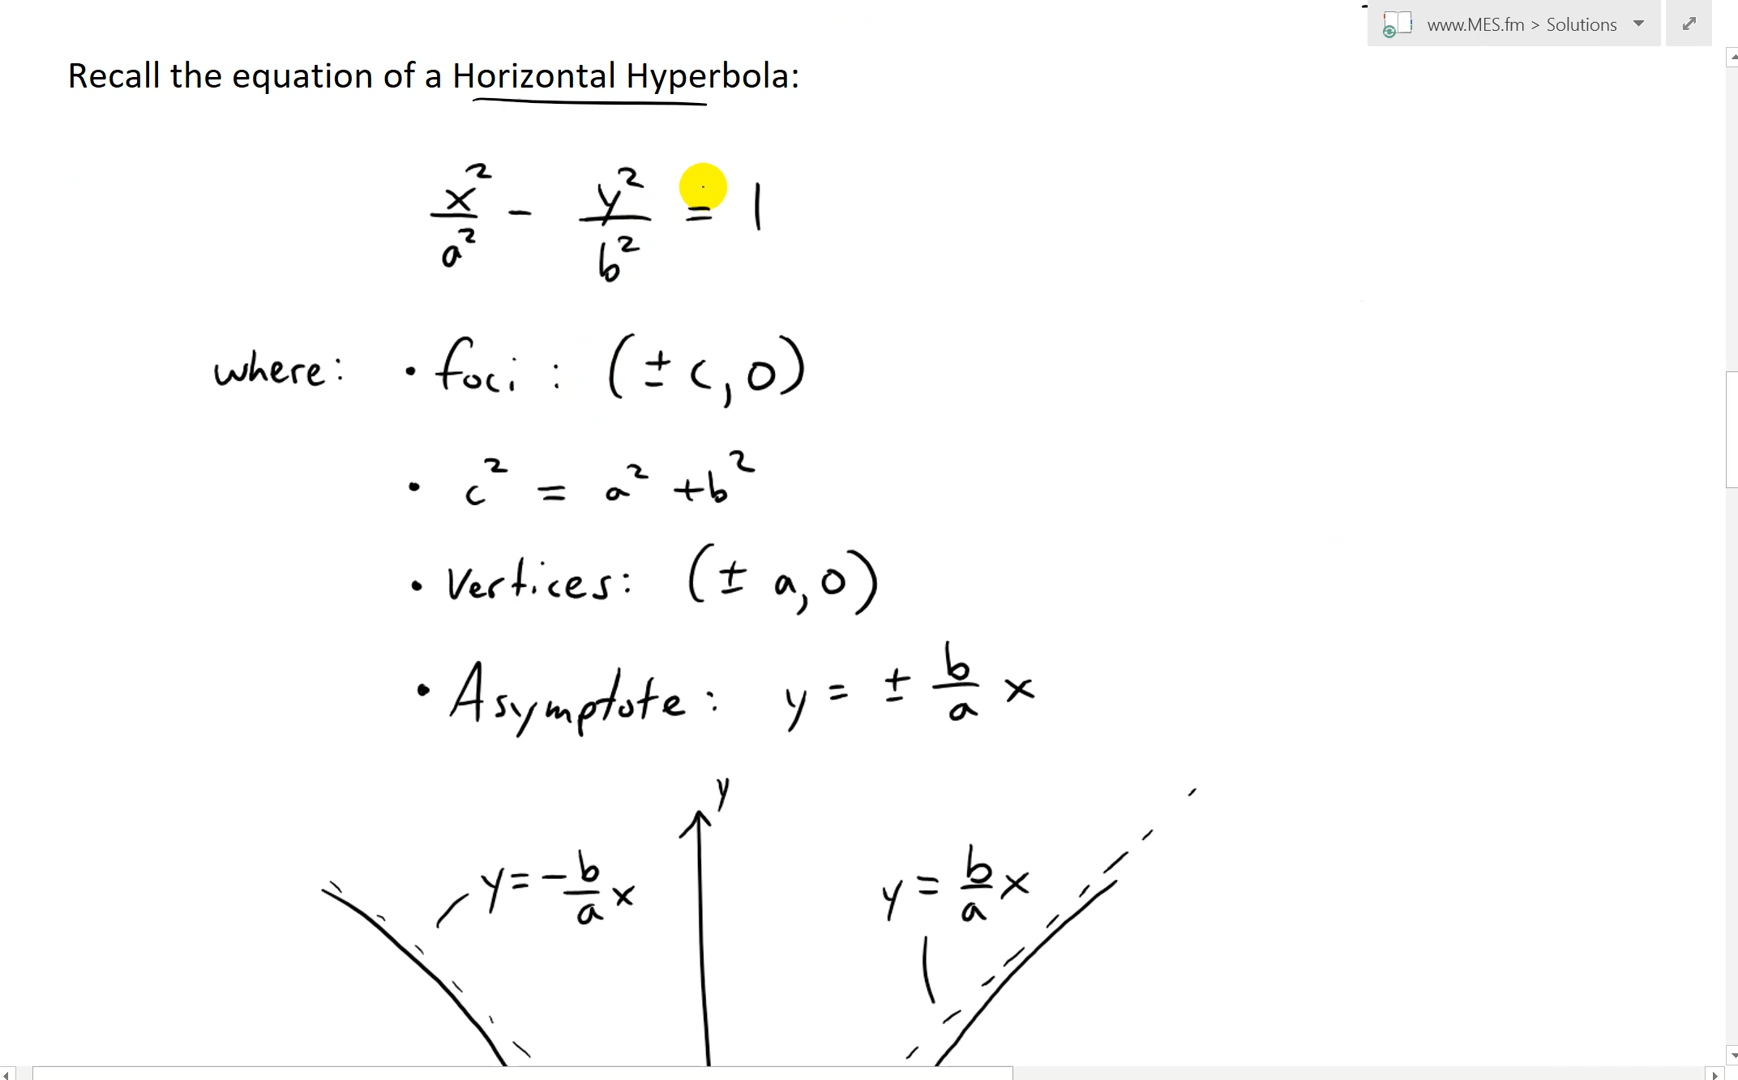 www.MES.fm > Solutions
Recall the equation of a Horizontal Hyperbola:
x²/a² - y²/b² = 1
where: • foci : (± c, 0)
• c² = a² + b²
• Vertices: (± a, 0)
• Asymptote: y = ± b/a x
y
y = - b/a x
y = b/a x